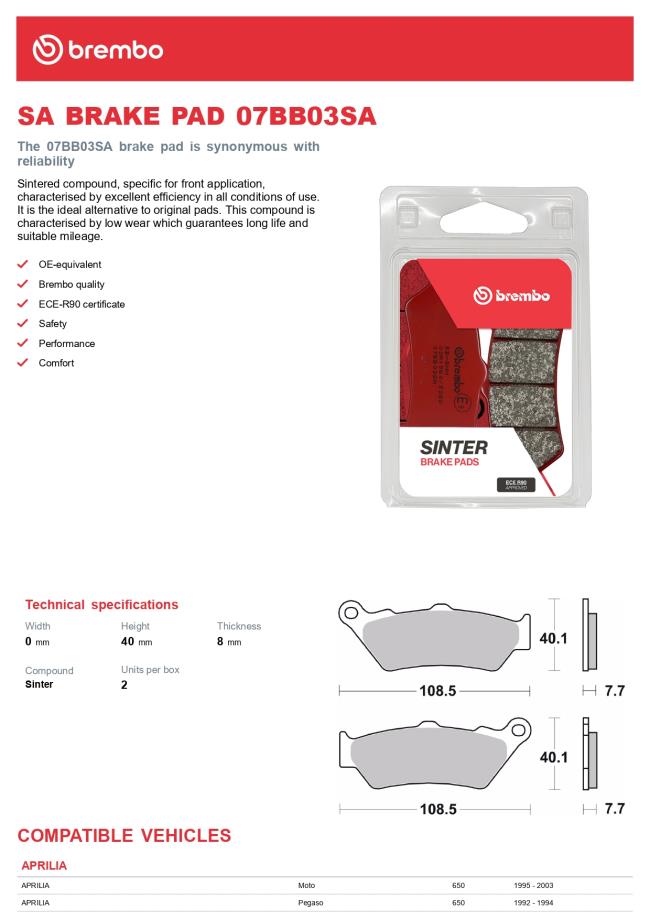 brembo
SA BRAKE PAD 07BB03SA
The 07BB03SA brake pad is synonymous with
reliability
Sintered compound, specific for front application,
characterised by excellent efficiency in all conditions of use.
It is the ideal alternative to original pads. This compound is
characterised by low wear which guarantees long life and
suitable mileage.
OE-equivalent
Brembo quality
ECE-R90 certificate
Safety
Performance
Comfort
brembo
brembo
SINTER
BRAKE PADS
ECE R90
APPROVED
Technical specifications
Width Height Thickness
0 mm 40 mm 8 mm
Compound Units per box
Sinter 2
40.1
108.5 7.7
40.1
108.5 7.7
COMPATIBLE VEHICLES
APRILIA
APRILIA Moto 650 1995 - 2003
APRILIA Pegaso 650 1992 - 1994